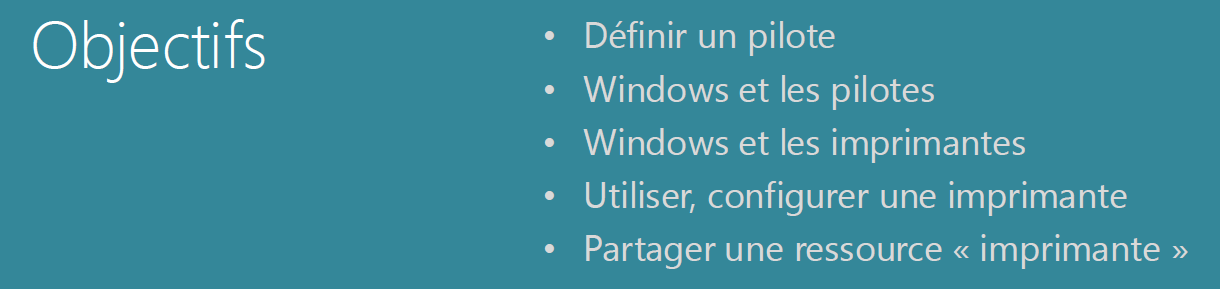 Objectifs
• Définir un pilote
• Windows et les pilotes
• Windows et les imprimantes
• Utiliser, configurer une imprimante
• Partager une ressource « imprimante »